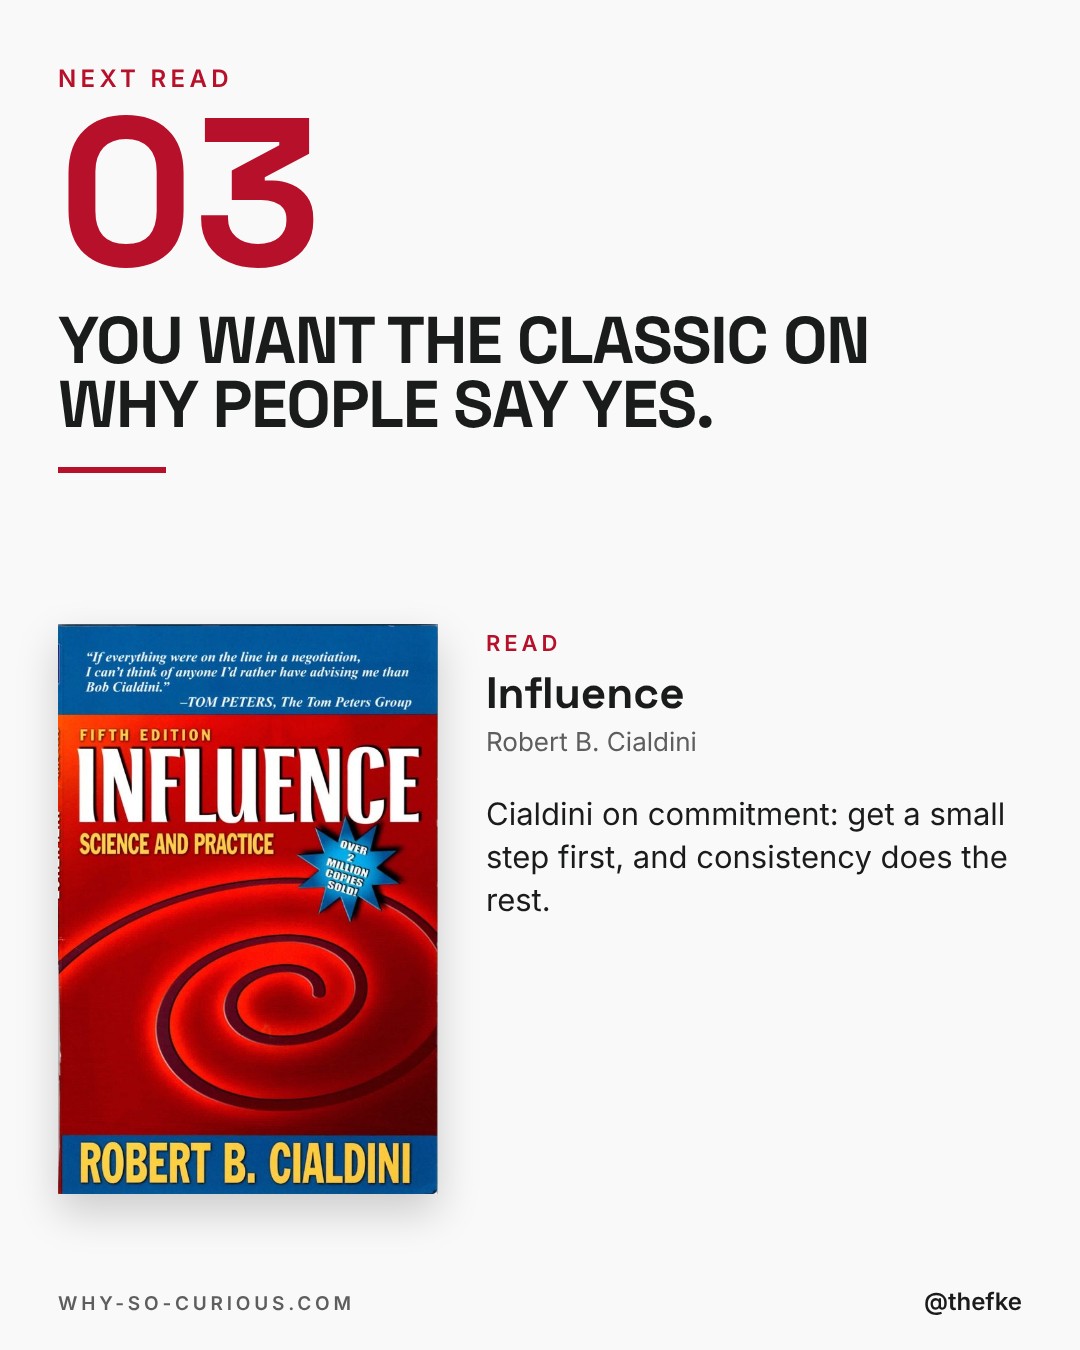 NEXT READ
03
YOU WANT THE CLASSIC ON
WHY PEOPLE SAY YES.
“If everything were on the line in a negotiation,
I can’t think of anyone I’d rather have advising me than
Bob Cialdini.”
–TOM PETERS, The Tom Peters Group
FIFTH EDITION
INFLUENCE
SCIENCE AND PRACTICE
OVER
2
MILLION
COPIES
SOLD!
ROBERT B. CIALDINI
READ
Influence
Robert B. Cialdini
Cialdini on commitment: get a small
step first, and consistency does the
rest.
WHY-SO-CURIOUS.COM
@thefke